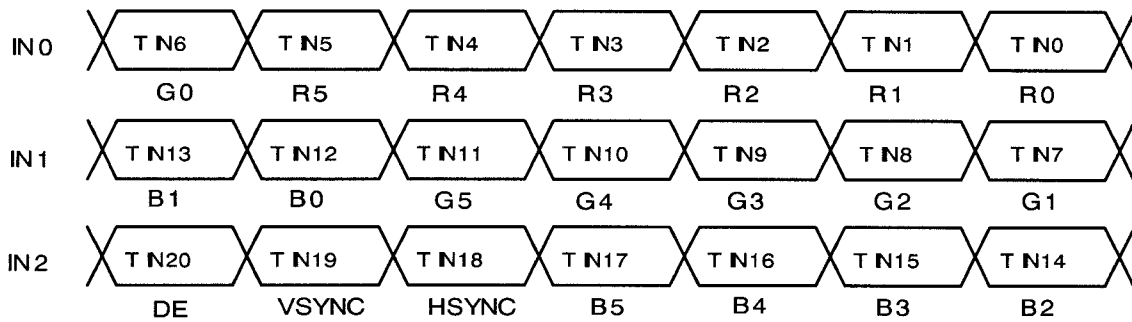 IN0 TIN6 TIN5 TIN4 TIN3 TIN2 TIN1 TIN0
G0 R5 R4 R3 R2 R1 R0
IN1 TIN13 TIN12 TIN11 TIN10 TIN9 TIN8 TIN7
B1 B0 G5 G4 G3 G2 G1
IN2 TIN20 TIN19 TIN18 TIN17 TIN16 TIN15 TIN14
DE VSYNC HSYNC B5 B4 B3 B2